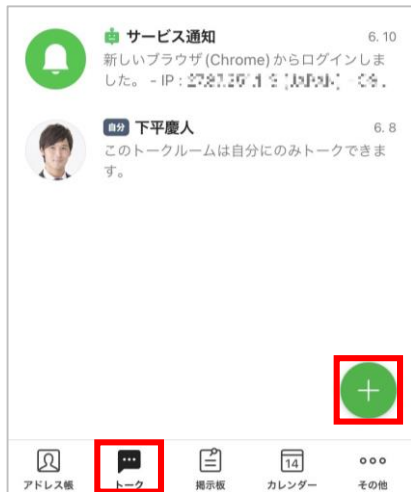 サービス通知 6. 10
新しいブラウザ(Chrome)からログインしま
した。 – IP :
自分 下平慶人 6. 8
このトークルームは自分にのみトークできま
す。
14
アドレス帳 トーク 掲示板 カレンダー その他